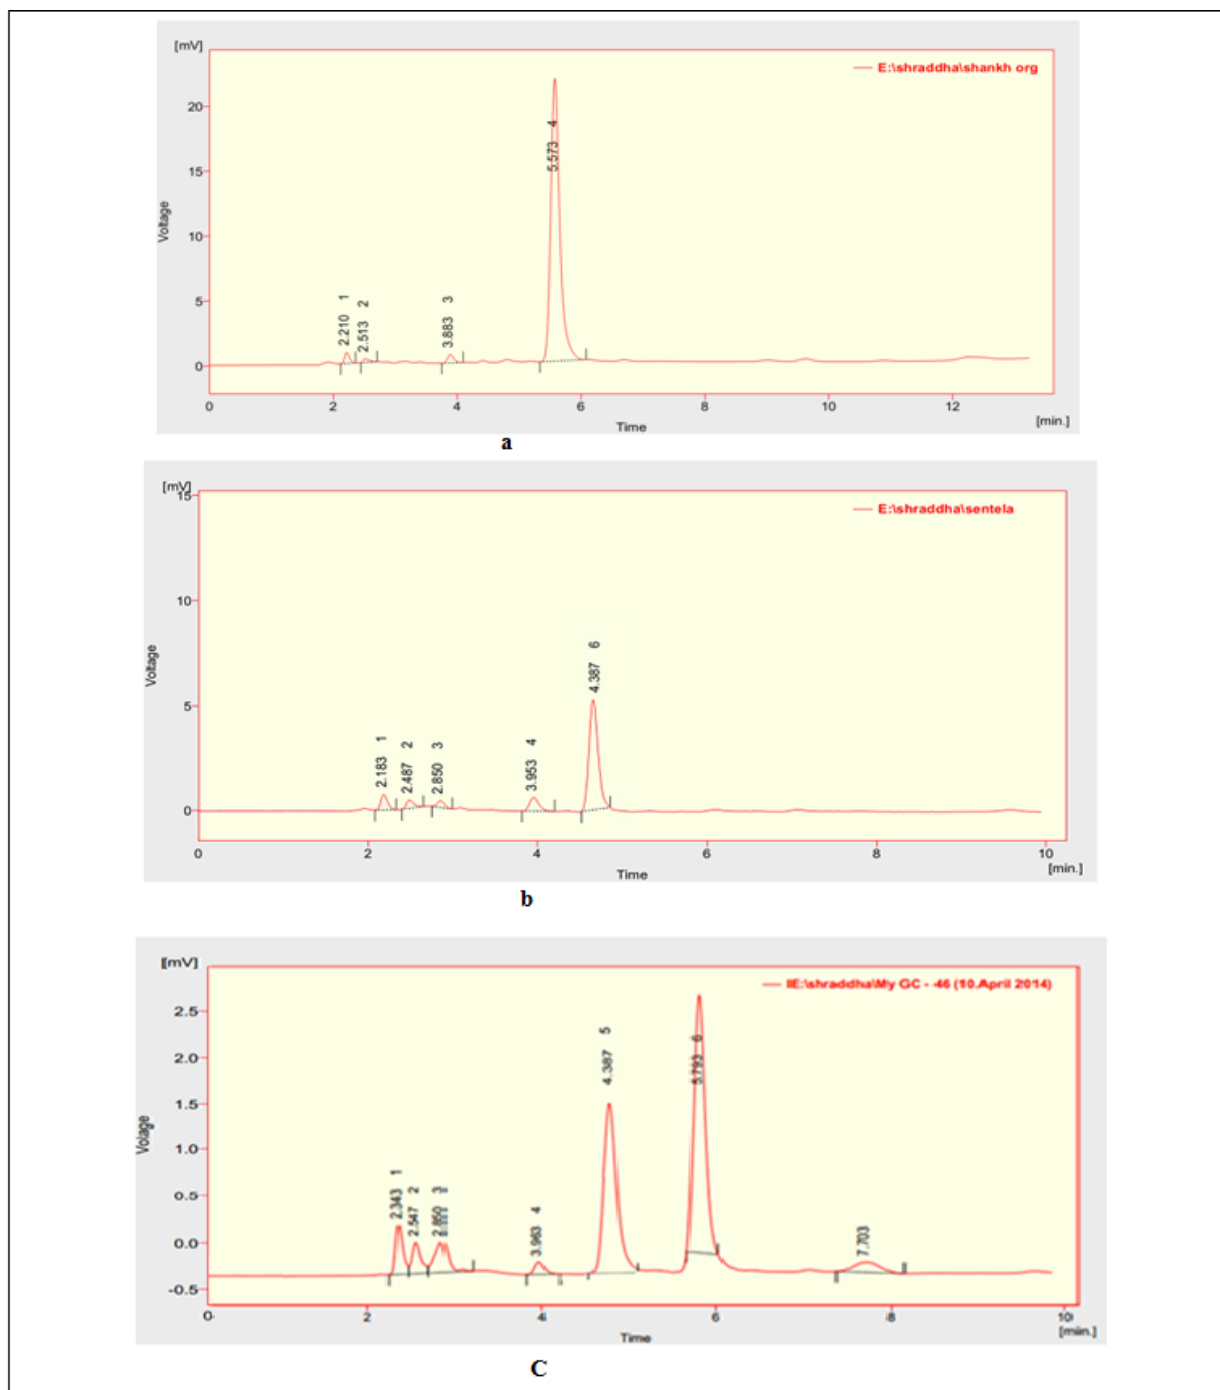 [mV]
E:\shraddha\shankh org
20
15
10
5
0
Voltage
2.210 1
2.513 2
3.883 3
5.573 4
0 2 4 6 8 10 12
Time
[min.]
a
[mV]
E:\shraddha\sentela
15
10
5
0
Voltage
2.183 1
2.487 2
2.850 3
3.953 4
4.387 6
0 2 4 6 8 10
Time
[min.]
b
[mV]
IE:\shraddha\My GC - -46 (10.April 2014)
2.5
2.0
1.5
1.0
0.5
0.0
-0.5
Volage
2.343 1
2.547 2
2.850 3
3.963 4
4.387 5
5.793 6
7.703
0 2 4 6 8 10
Time
[min.]
C